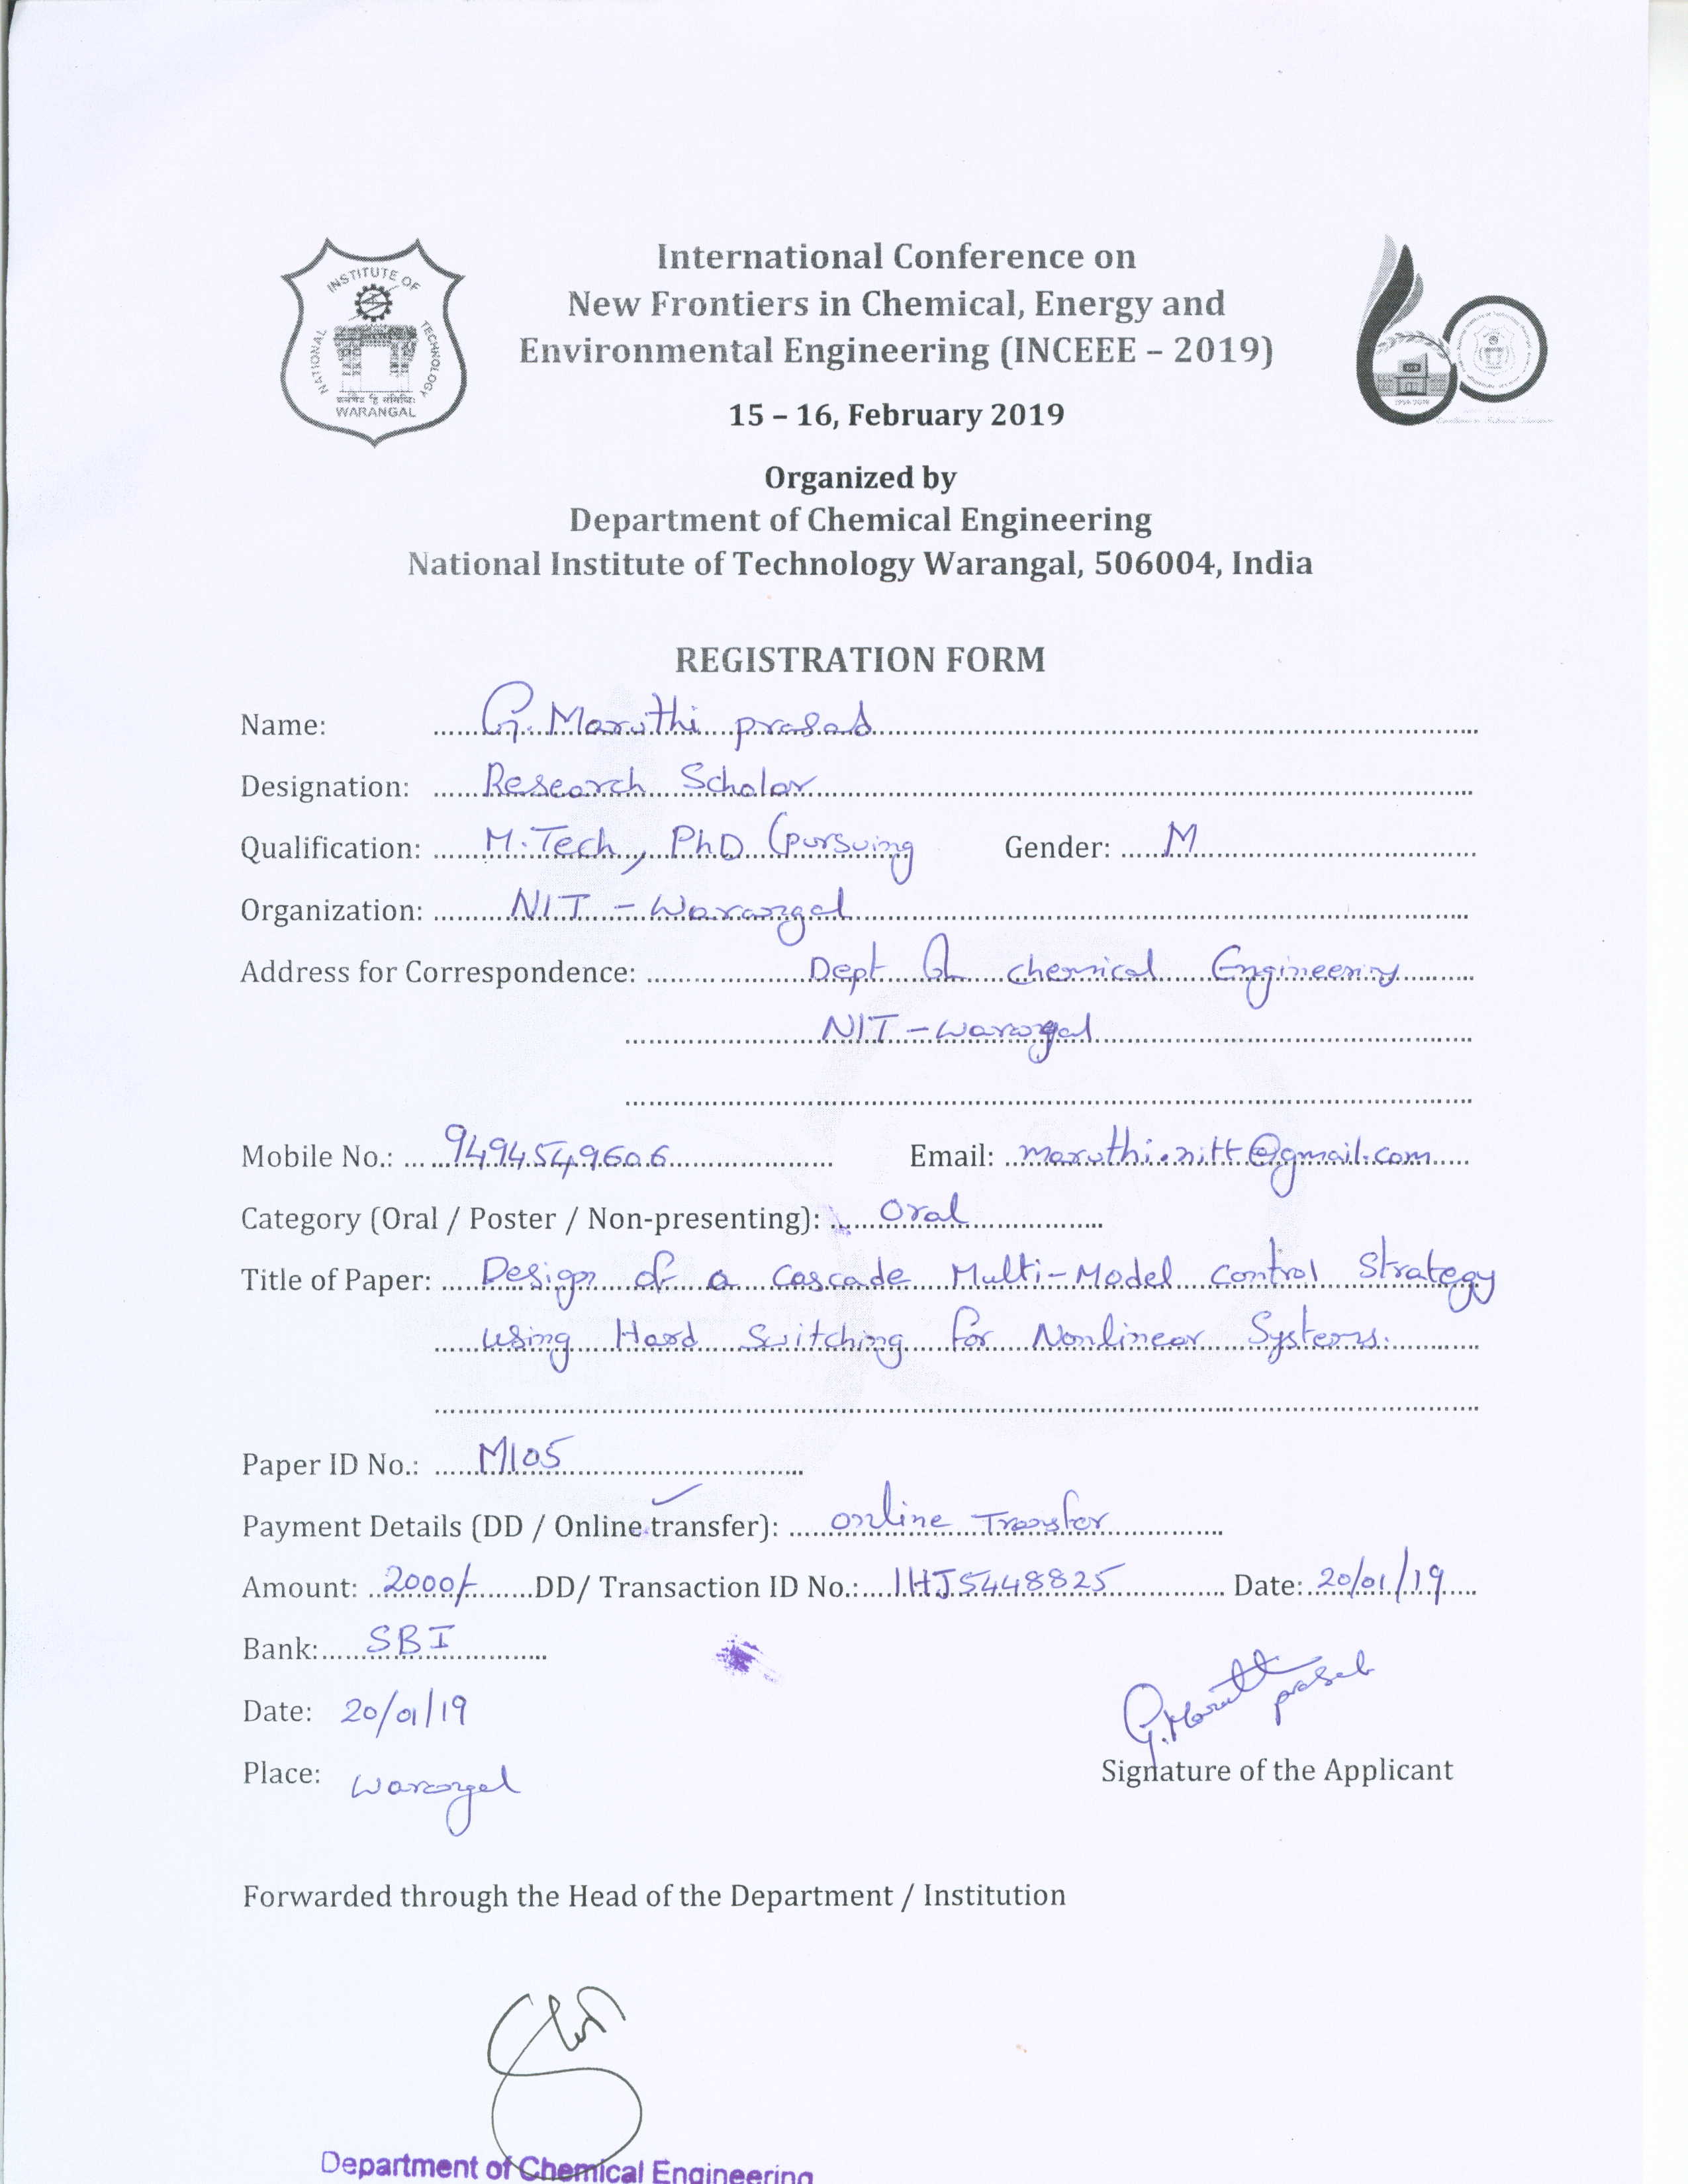 INSTITUTE OF
NATIONAL
TECHNOLOGY
WARANGAL
International Conference on
New Frontiers in Chemical, Energy and
Environmental Engineering (INCEEE – 2019)
15 – 16, February 2019
Organized by
Department of Chemical Engineering
National Institute of Technology Warangal, 506004, India
REGISTRATION FORM
Name: G. Maruthi prasad
Designation: Research Scholar
Qualification: M.Tech, PhD (pursuing Gender: M
Organization: NIT - Warangal
Address for Correspondence: Dept of chemical Engineering
NIT - warangal
Mobile No.: 9494549606 Email: maruthi.nitt@gmail.com
Category (Oral / Poster / Non-presenting): Oral
Title of Paper: Design of a Cascade Multi-Model control Strategy
using Hard Switching for Nonlinear Systems.
Paper ID No.: M105
Payment Details (DD / Online transfer): online Transfer
Amount: 2000/- DD/ Transaction ID No.: IHJ5448825 Date: 20/01/19
Bank: SBI
Date: 20/01/19
Place: Warangal
G. Maruthi
prasad
Signature of the Applicant
Forwarded through the Head of the Department / Institution
Department of Chemical Engineering